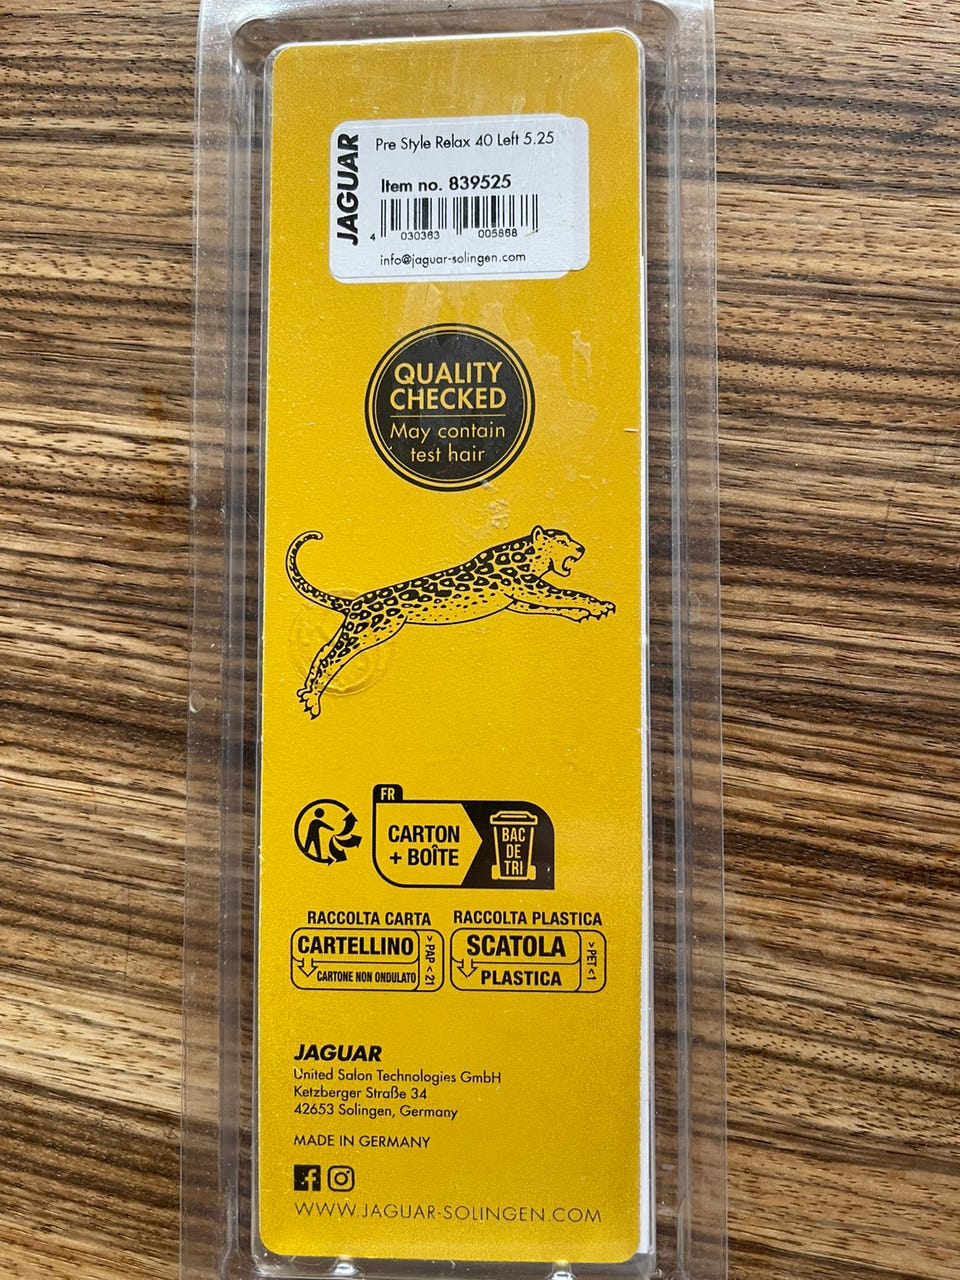 JAGUAR
Pre Style Relax 40 Left 5.25
Item no. 839525
4 030363 005868
info@jaguar-solingen.com
QUALITY
CHECKED
May contain
test hair
FR
CARTON
+ BOÎTE
BAC
DE
TRI
RACCOLTA CARTA
CARTELLINO
CARTONE NON ONDULATO
> PAP < 21
RACCOLTA PLASTICA
SCATOLA
PLASTICA
> PET < 1
JAGUAR
United Salon Technologies GmbH
Ketzberger Straße 34
42653 Solingen, Germany
MADE IN GERMANY
WWW.JAGUAR-SOLINGEN.COM